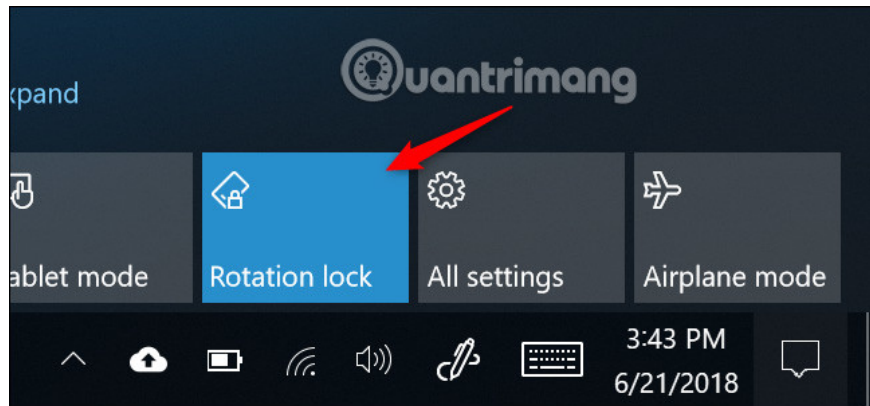 Quantrimang
xpand
ablet mode
Rotation lock
All settings
Airplane mode
3:43 PM
6/21/2018